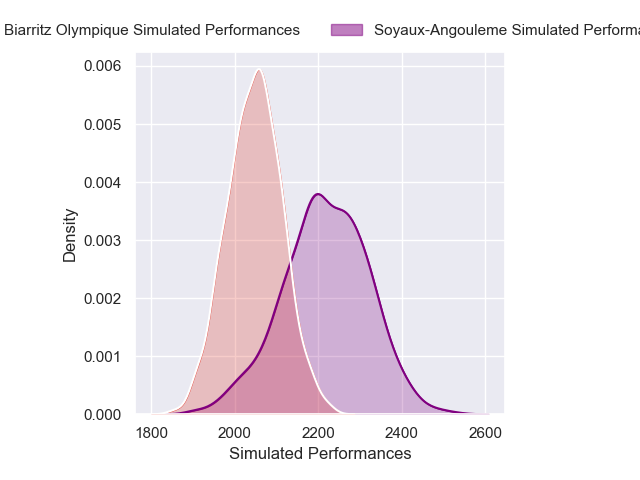 Biarritz Olympique Simulated Performances
Soyaux-Angouleme Simulated
0.006
0.005
0.004
0.003
0.002
0.001
0.000
Density
1800 2000 2200 2400 2600
Simulated Performances